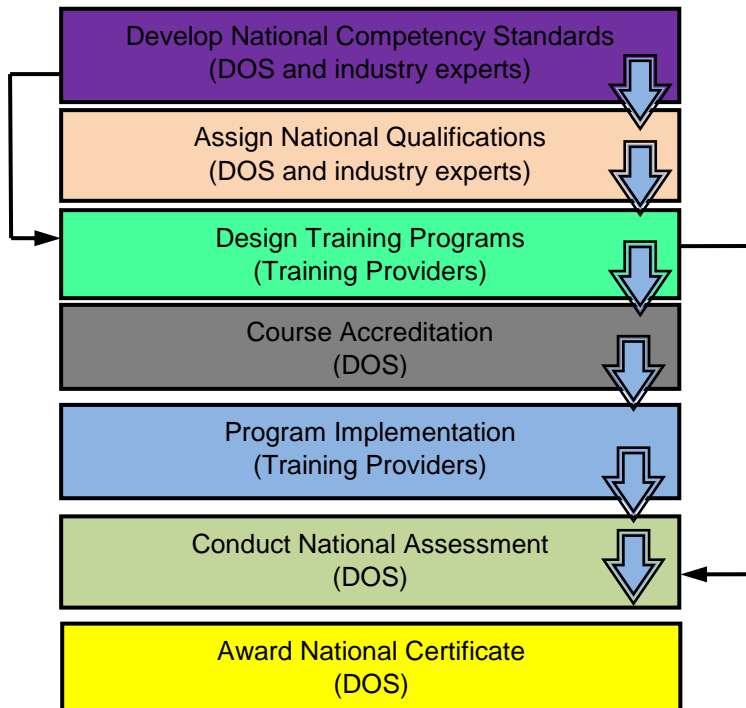 Develop National Competency Standards
(DOS and industry experts)
Assign National Qualifications
(DOS and industry experts)
Design Training Programs
(Training Providers)
Course Accreditation
(DOS)
Program Implementation
(Training Providers)
Conduct National Assessment
(DOS)
Award National Certificate
(DOS)